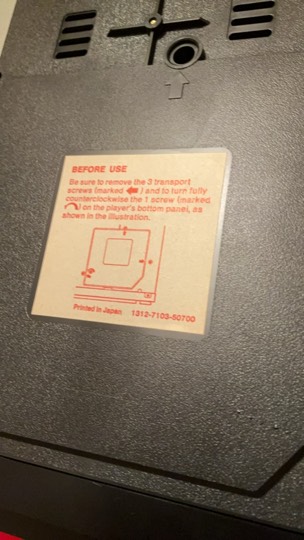 BEFORE USE
Be sure to remove the 3 transport
screws (marked ) and to turn fully
counterclockwise the 1 screw (marked
) on the player's bottom panel, as
shown in the illustration.
Printed in Japan 1312-7103-50700